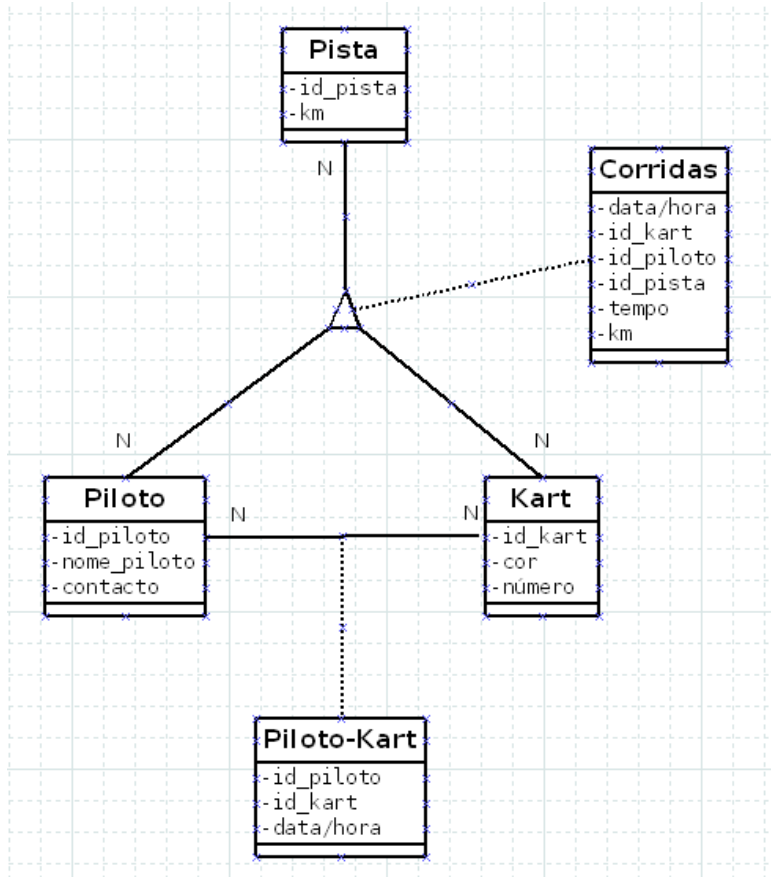 Pista
-id_pista
-km
N
Corridas
-data/hora
-id_kart
-id_piloto
-id_pista
-tempo
-km
N
N
Piloto
-id_piloto
-nome_piloto
-contacto
N
N
Kart
-id_kart
-cor
-número
Piloto-Kart
-id_piloto
-id_kart
-data/hora